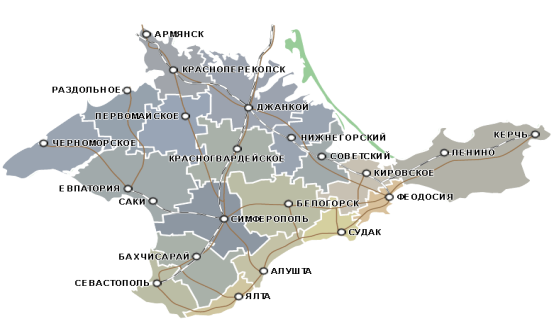 АРМЯНСК
КРАСНОПЕРЕКОПСК
РАЗДОЛЬНОЕ
ДЖАНКОЙ
ПЕРВОМАЙСКОЕ
КЕРЧЬ
НИЖНЕГОРСКИЙ
ЧЕРНОМОРСКОЕ
ЛЕНИНО
КРАСНОГВАРДЕЙСКОЕ
СОВЕТСКИЙ
КИРОВСКОЕ
ЕВПАТОРИЯ
ФЕОДОСИЯ
САКИ
БЕЛОГОРСК
СИМФЕРОПОЛЬ
СУДАК
БАХЧИСАРАЙ
АЛУШТА
СЕВАСТОПОЛЬ
ЯЛТА